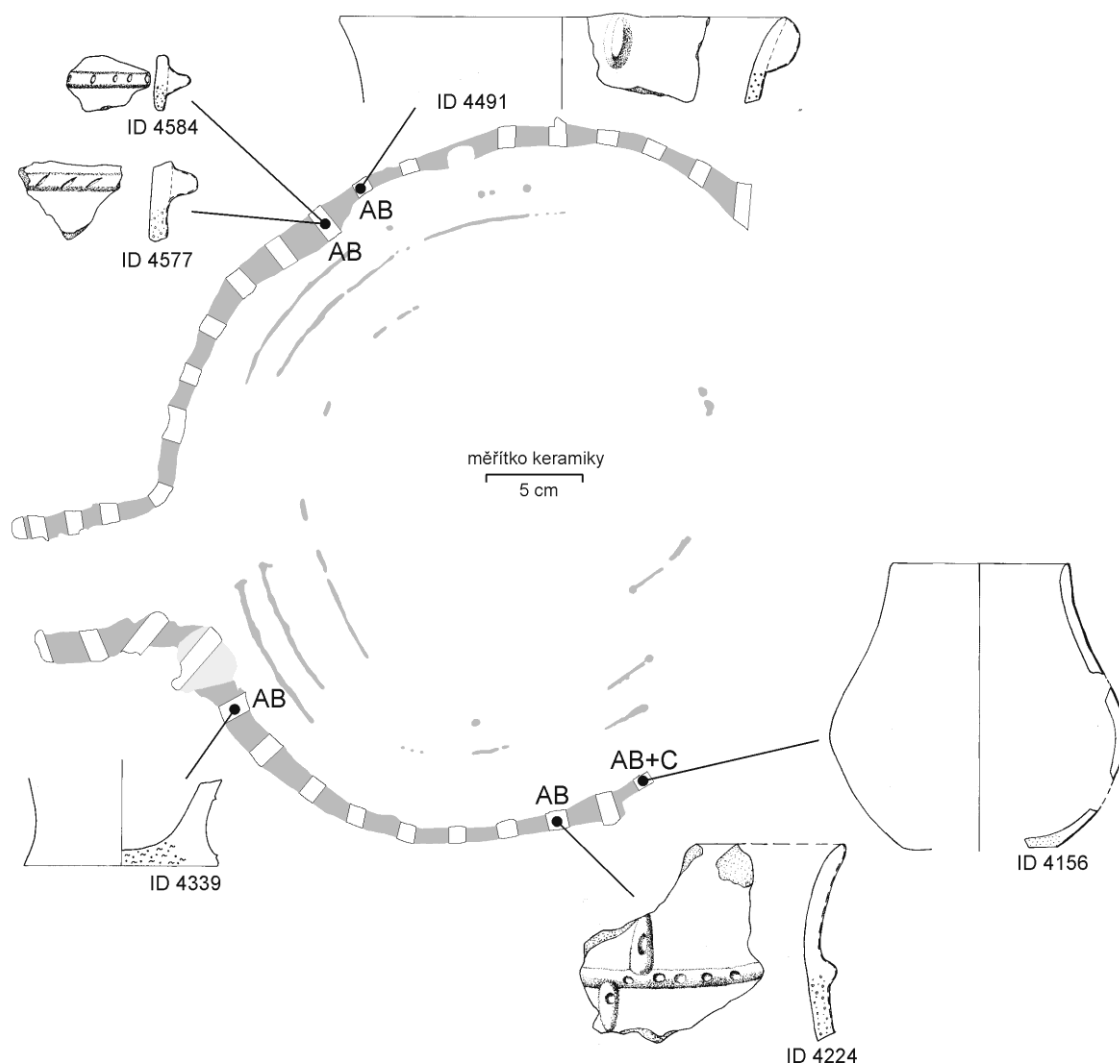 ID 4491
ID 4584
AB
ID 4577
AB
měřítko keramiky
5 cm
AB
AB+C
AB
ID 4156
ID 4339
ID 4224